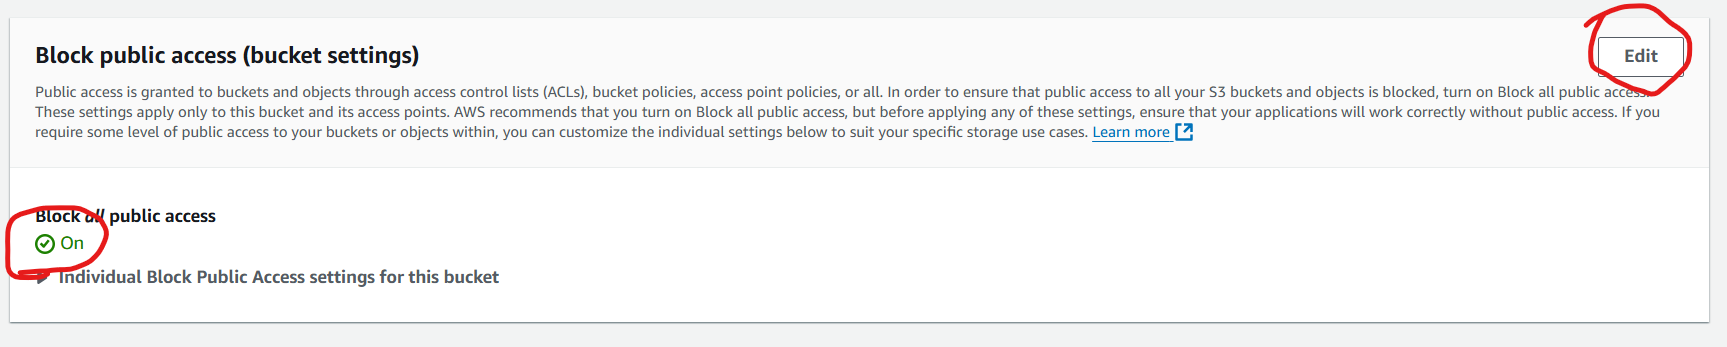 Block public access (bucket settings)
Edit
Public access is granted to buckets and objects through access control lists (ACLs), bucket policies, access point policies, or all. In order to ensure that public access to all your S3 buckets and objects is blocked, turn on Block all public access.
These settings apply only to this bucket and its access points. AWS recommends that you turn on Block all public access, but before applying any of these settings, ensure that your applications will work correctly without public access. If you
require some level of public access to your buckets or objects within, you can customize the individual settings below to suit your specific storage use cases. Learn more
Block all public access
On
Individual Block Public Access settings for this bucket